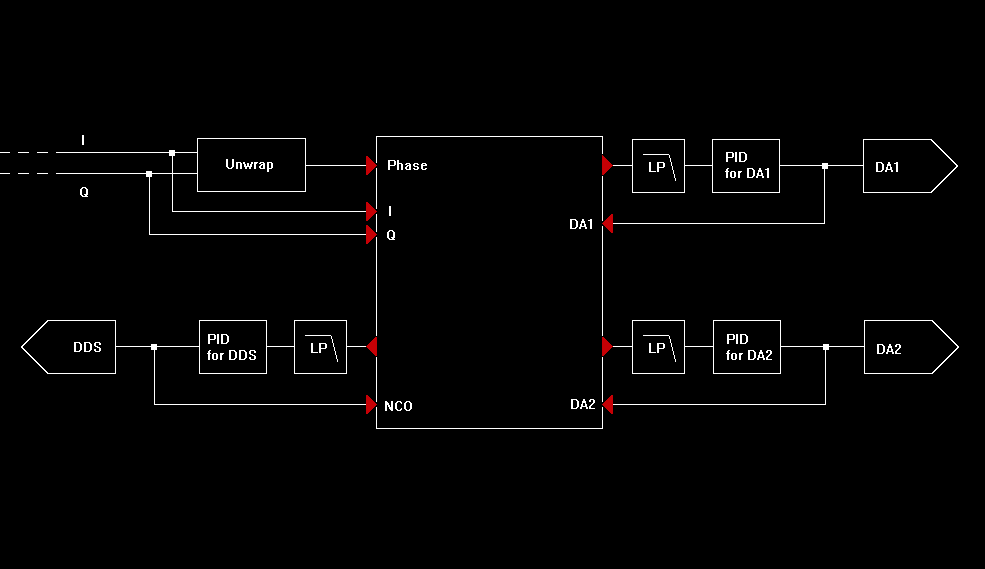 I
Q
Unwrap
Phase
I
Q
DA1
LP
PID
for DA1
DA1
DDS
PID
for DDS
LP
NCO
DA2
LP
PID
for DA2
DA2